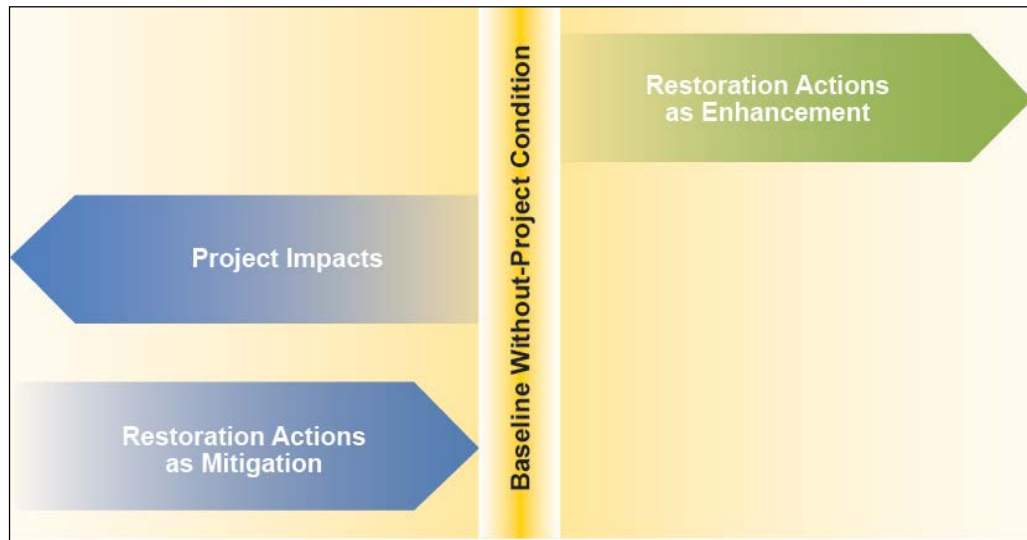 Restoration Actions
as Enhancement
Baseline Without-Project Condition
Project Impacts
Restoration Actions
as Mitigation